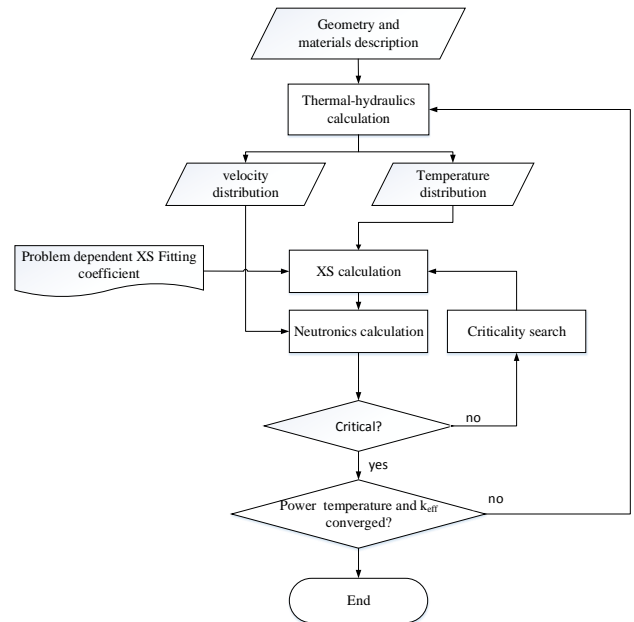 Geometry and
materials description
Thermal-hydraulics
calculation
velocity
distribution
Temperature
distribution
Problem dependent XS Fitting
coefficient
XS calculation
Neutronics calculation
Criticality search
Critical?
no
yes
Power temperature and keff
converged?
no
End